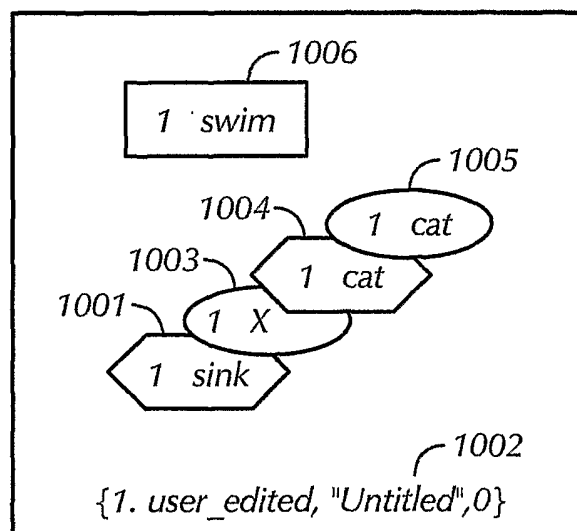 1006
1 swim
1005
1004
1 cat
1003
1 cat
1001
1 X
1 sink
1002
{1. user_edited, "Untitled",0}